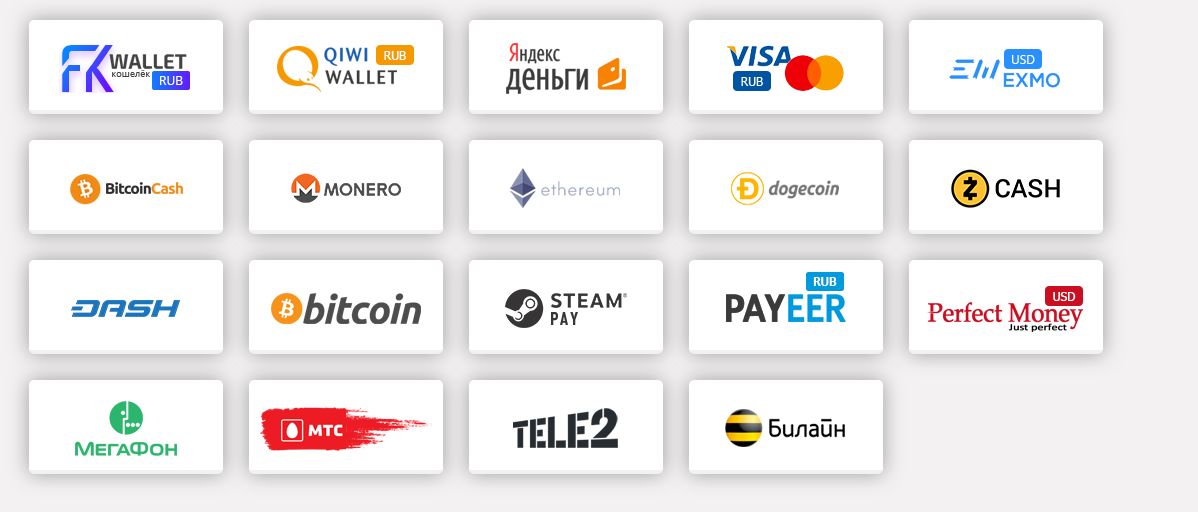 FK WALLET
кошелёк RUB
QIWI RUB
WALLET
Яндекс
деньги
VISA
RUB
USD
EXMO
BitcoinCash
MONERO
ethereum
dogecoin
CASH
DASH
bitcoin
STEAM®
PAY
RUB
PAYEER
USD
Perfect Money
Just perfect
МЕГАФОН
МТС
TELE2
Билайн